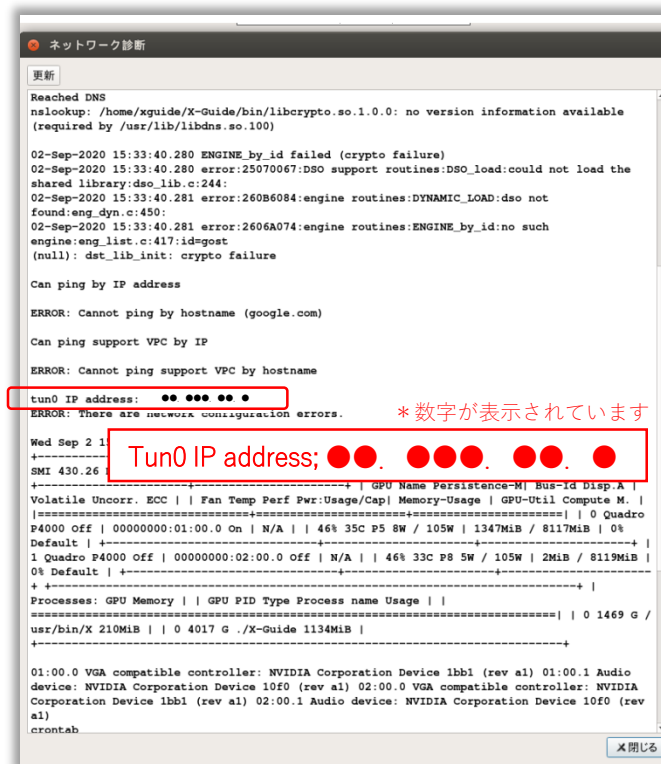 ネットワーク診断
更新
Reached DNS
nslookup: /home/xguide/X-Guide/bin/libcrypto.so.1.0.0: no version information available
(required by /usr/lib/libdns.so.100)
02-Sep-2020 15:33:40.280 ENGINE_by_id failed (crypto failure)
02-Sep-2020 15:33:40.280 error:25070067:DSO support routines:DSO_load:could not load the
shared library:dso_lib.c:244:
02-Sep-2020 15:33:40.281 error:260B6084:engine routines:DYNAMIC_LOAD:dso not
found:eng_dyn.c:450:
02-Sep-2020 15:33:40.281 error:2606A074:engine routines:ENGINE_by_id:no such
engine:eng_list.c:417:id=gost
(null): dst_lib_init: crypto failure
Can ping by IP address
ERROR: Cannot ping by hostname (google.com)
Can ping support VPC by IP
ERROR: Cannot ping support VPC by hostname
tun0 IP address: ●●. ●●●. ●●. ●
ERROR: There are network configuration errors.
＊数字が表示されています
Wed Sep 2
Tun0 IP address; ●●. ●●●. ●●. ●
+----------
SMI 430.26
+-----------------------+----------------------+ | GPU Name Persistence-M| Bus-Id Disp.A |
Volatile Uncorr. ECC | | Fan Temp Perf Pwr:Usage/Cap| Memory-Usage | GPU-Util Compute M. |
|===========================+====================+======================| | 0 Quadro
P4000 Off | 00000000:01:00.0 On | N/A | | 46% 35C P5 8W / 105W | 1347MiB / 8117MiB | 0%
Default | +-----------------------------+----------------------+---------------------+ |
1 Quadro P4000 Off | 00000000:02:00.0 Off | N/A | | 46% 33C P8 5W / 105W | 2MiB / 8119MiB |
0% Default | +-----------------------------+----------------------+--------------------
+ +-----------------------------------------------------------------------------+ |
Processes: GPU Memory | | GPU PID Type Process name Usage | |
=============================================================================| | 0 1469 G /
usr/bin/X 210MiB | | 0 4017 G ./X-Guide 1134MiB |
+-----------------------------------------------------------------------------+
01:00.0 VGA compatible controller: NVIDIA Corporation Device 1bb1 (rev a1) 01:00.1 Audio
device: NVIDIA Corporation Device 10f0 (rev a1) 02:00.0 VGA compatible controller: NVIDIA
Corporation Device 1bb1 (rev a1) 02:00.1 Audio device: NVIDIA Corporation Device 10f0 (rev
a1)
crontab
✕閉じる